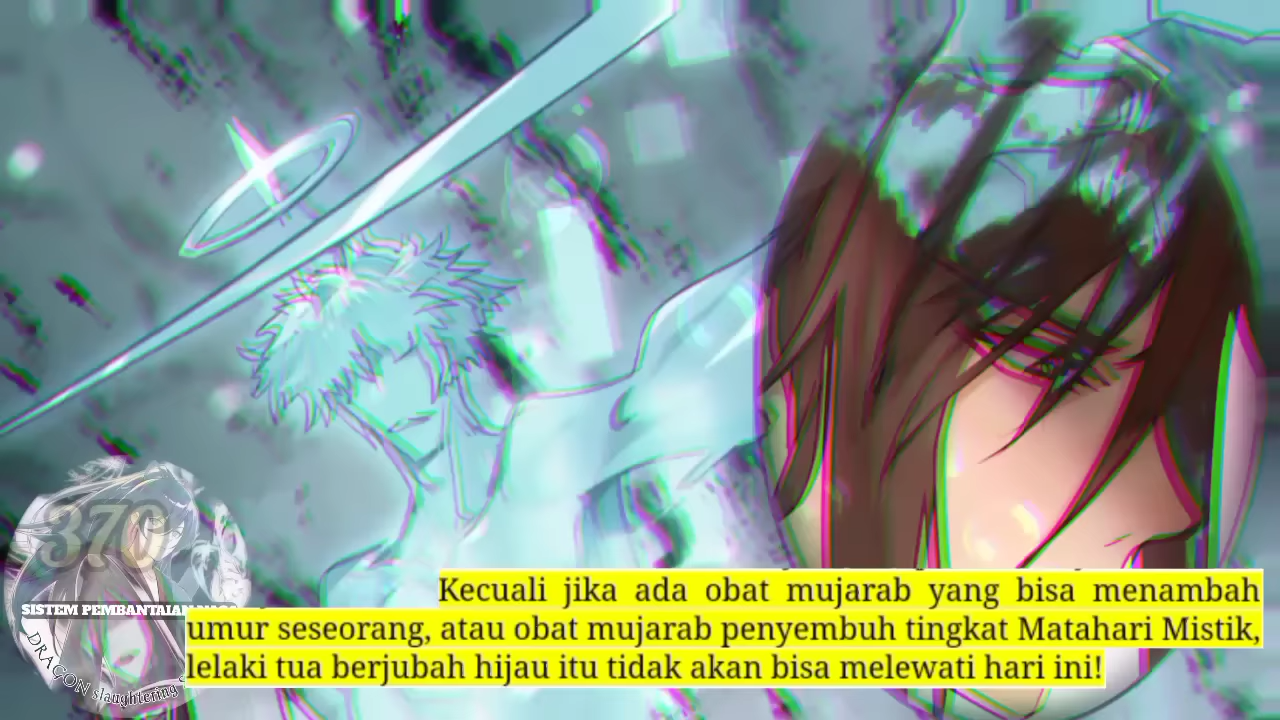 370
SISTEM PEMBANTAIAN
DRAGON slaughtering
Kecuali jika ada obat mujarab yang bisa menambah
umur seseorang, atau obat mujarab penyembuh tingkat Matahari Mistik,
lelaki tua berjubah hijau itu tidak akan bisa melewati hari ini!